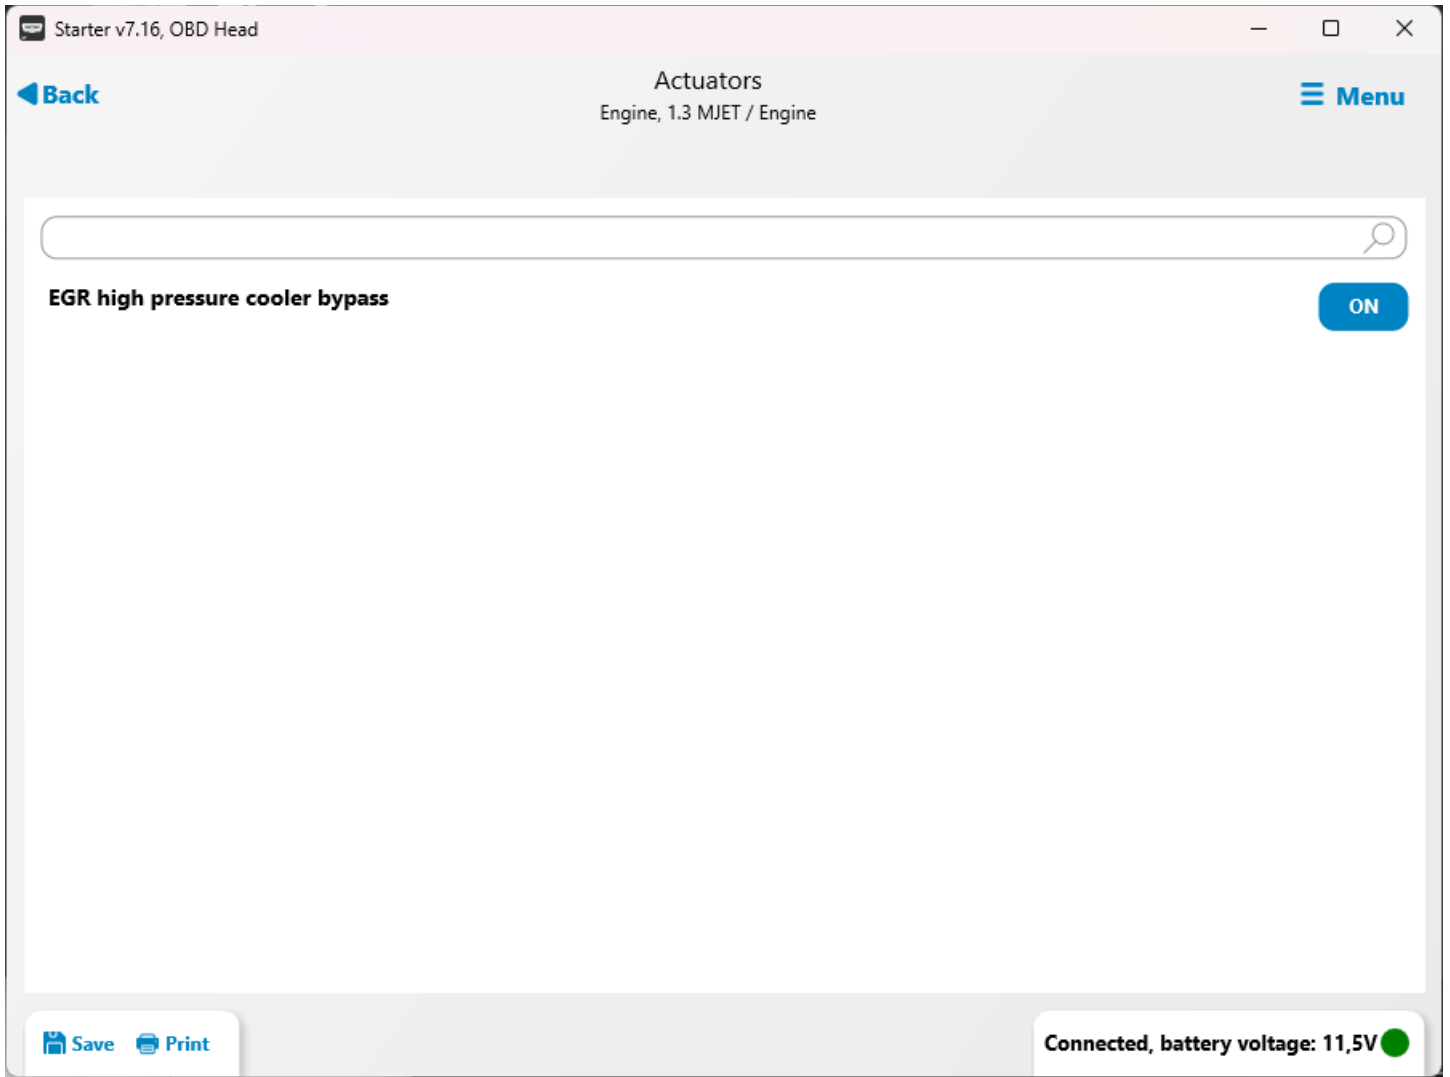 Starter v7.16, OBD Head
Back
Actuators
Menu
Engine, 1.3 MJET / Engine
EGR high pressure cooler bypass
ON
Save
Print
Connected, battery voltage: 11,5V